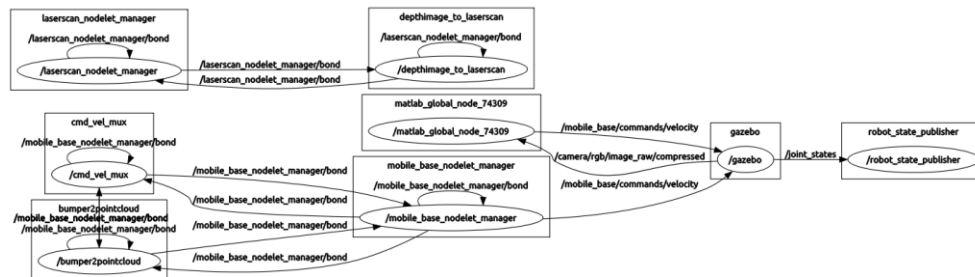 laserscan_nodelet_manager
/laserscan_nodelet_manager/bond
/laserscan_nodelet_manager
/laserscan_nodelet_manager/bond
/laserscan_nodelet_manager/bond
depthimage_to_laserscan
/laserscan_nodelet_manager/bond
/depthimage_to_laserscan
matlab_global_node_74309
/matlab_global_node_74309
/mobile_base/commands/velocity
/camera/rgb/image_raw/compressed
/mobile_base/commands/velocity
gazebo
/gazebo
/joint_states
robot_state_publisher
/robot_state_publisher
cmd_vel_mux
/mobile_base_nodelet_manager/bond
/cmd_vel_mux
/mobile_base_nodelet_manager/bond
/mobile_base_nodelet_manager/bond
mobile_base_nodelet_manager
/mobile_base_nodelet_manager/bond
/mobile_base_nodelet_manager
bumper2pointcloud
/mobile_base_nodelet_manager/bond
/mobile_base_nodelet_manager/bond
/bumper2pointcloud
/mobile_base_nodelet_manager/bond
/mobile_base_nodelet_manager/bond